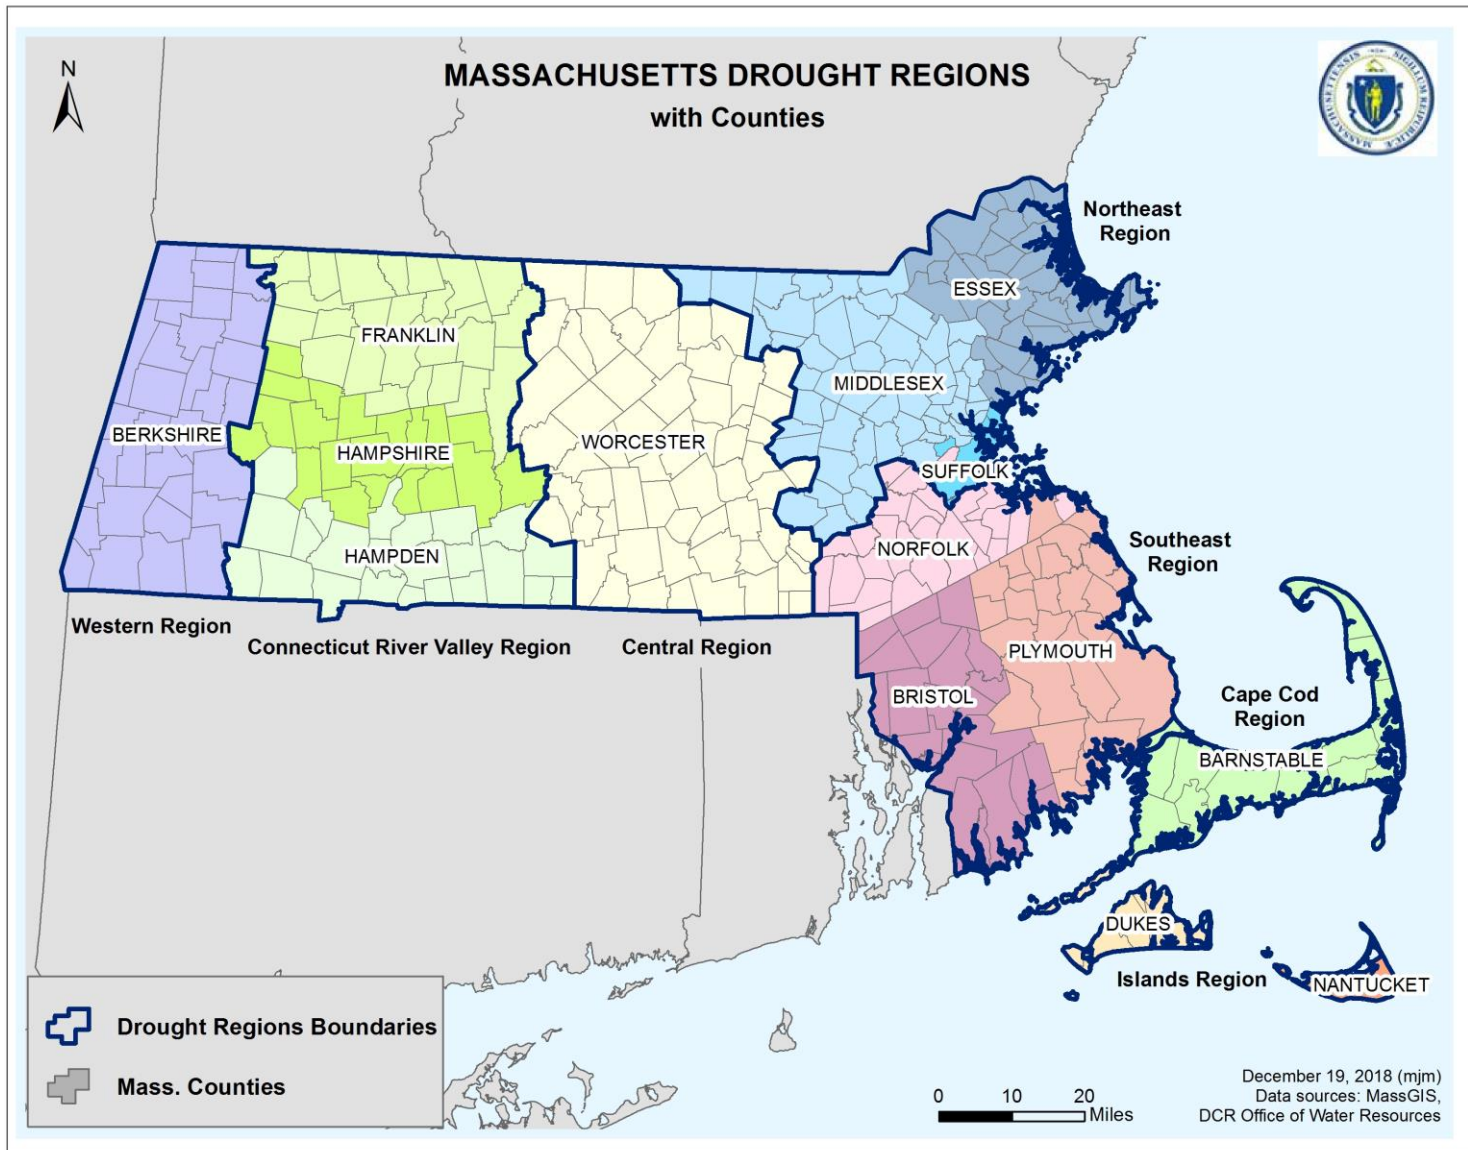 MASSACHUSETTS DROUGHT REGIONS
with Counties
N
SIGILLUM REIPUBLICÆ MASSACHUSETTENSIS
Northeast
Region
ESSEX
FRANKLIN
MIDDLESEX
BERKSHIRE
HAMPSHIRE
WORCESTER
SUFFOLK
HAMPDEN
NORFOLK
Southeast
Region
Western Region
Connecticut River Valley Region
Central Region
PLYMOUTH
BRISTOL
Cape Cod
Region
BARNSTABLE
DUKES
Islands Region
NANTUCKET
Drought Regions Boundaries
Mass. Counties
0 10 20
Miles
December 19, 2018 (mjm)
Data sources: MassGIS,
DCR Office of Water Resources